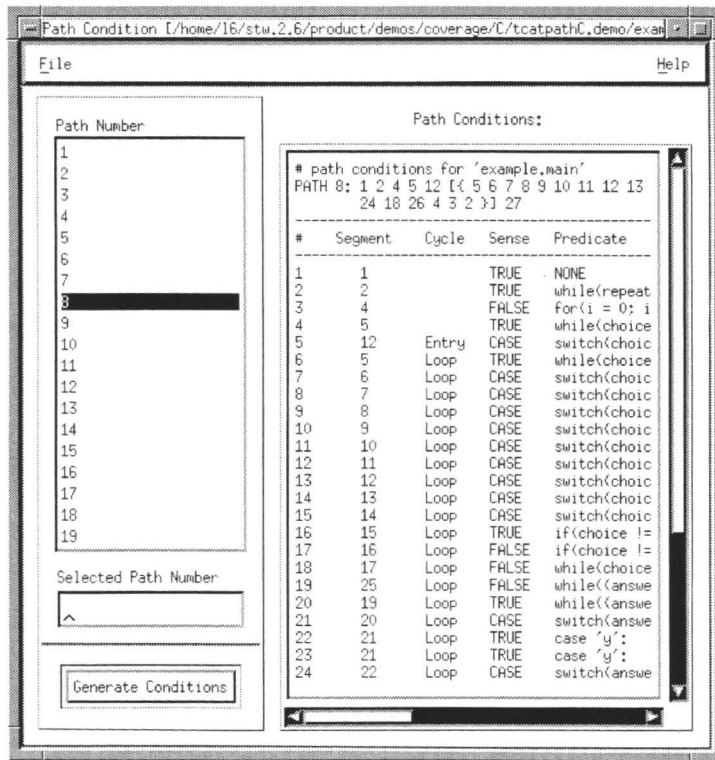 Path Condition [/home/16/stw.2.6/product/demos/coverage/C/tcatpathC.demo/exam
File Help
Path Number
1
2
3
4
5
6
7
8
9
10
11
12
13
14
15
16
17
18
19
Selected Path Number
^
Generate Conditions
Path Conditions:
# path conditions for 'example.main'
PATH 8: 1 2 4 5 12 [{ 5 6 7 8 9 10 11 12 13
24 18 26 4 3 2 }] 27
# Segment Cycle Sense Predicate
1 1 TRUE NONE
2 2 TRUE while(repeat
3 4 FALSE for(i = 0; i
4 5 TRUE while(choice
5 12 Entry CASE switch(choic
6 5 Loop TRUE while(choice
7 6 Loop CASE switch(choic
8 7 Loop CASE switch(choic
9 8 Loop CASE switch(choic
10 9 Loop CASE switch(choic
11 10 Loop CASE switch(choic
12 11 Loop CASE switch(choic
13 12 Loop CASE switch(choic
14 13 Loop CASE switch(choic
15 14 Loop CASE switch(choic
16 15 Loop TRUE if(choice !=
17 16 Loop FALSE if(choice !=
18 17 Loop FALSE while(choice
19 25 Loop FALSE while((answe
20 19 Loop TRUE while((answe
21 20 Loop CASE switch(answe
22 21 Loop TRUE case 'y':
23 21 Loop TRUE case 'y':
24 22 Loop CASE switch(answe